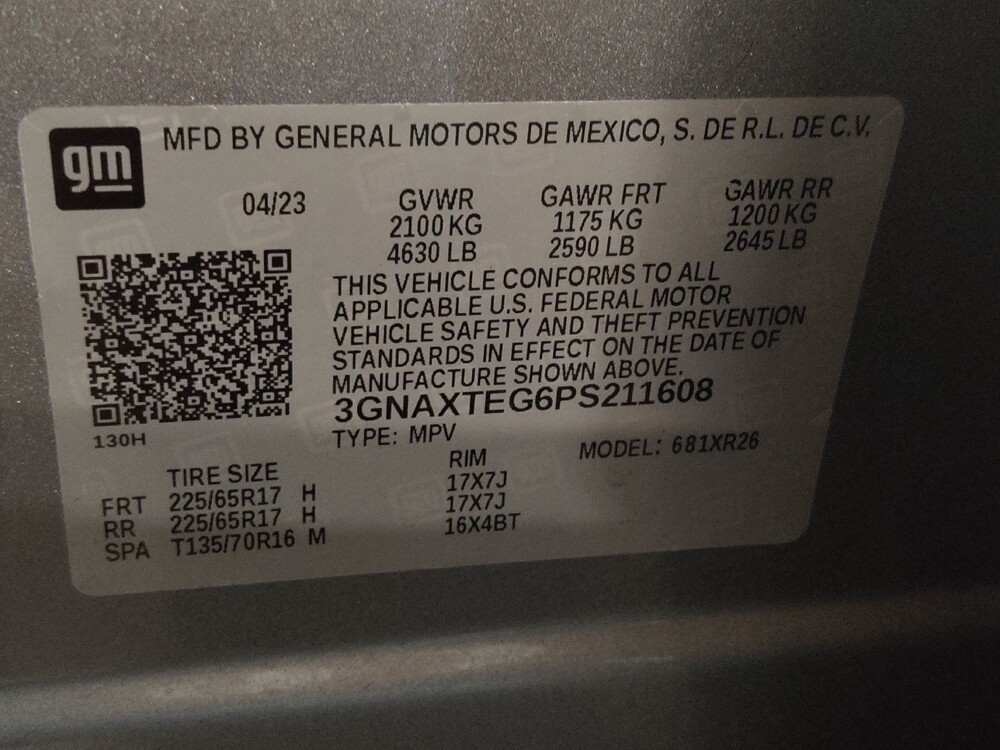 gm
MFD BY GENERAL MOTORS DE MEXICO, S. DE R.L. DE C.V.
04/23 GVWR GAWR FRT GAWR RR
2100 KG 1175 KG 1200 KG
4630 LB 2590 LB 2645 LB
THIS VEHICLE CONFORMS TO ALL
APPLICABLE U.S. FEDERAL MOTOR
VEHICLE SAFETY AND THEFT PREVENTION
STANDARDS IN EFFECT ON THE DATE OF
MANUFACTURE SHOWN ABOVE.
3GNAXTEG6PS211608
130H
TYPE: MPV MODEL: 681XR26
TIRE SIZE RIM
FRT 225/65R17 H 17X7J
RR 225/65R17 H 17X7J
SPA T135/70R16 M 16X4BT